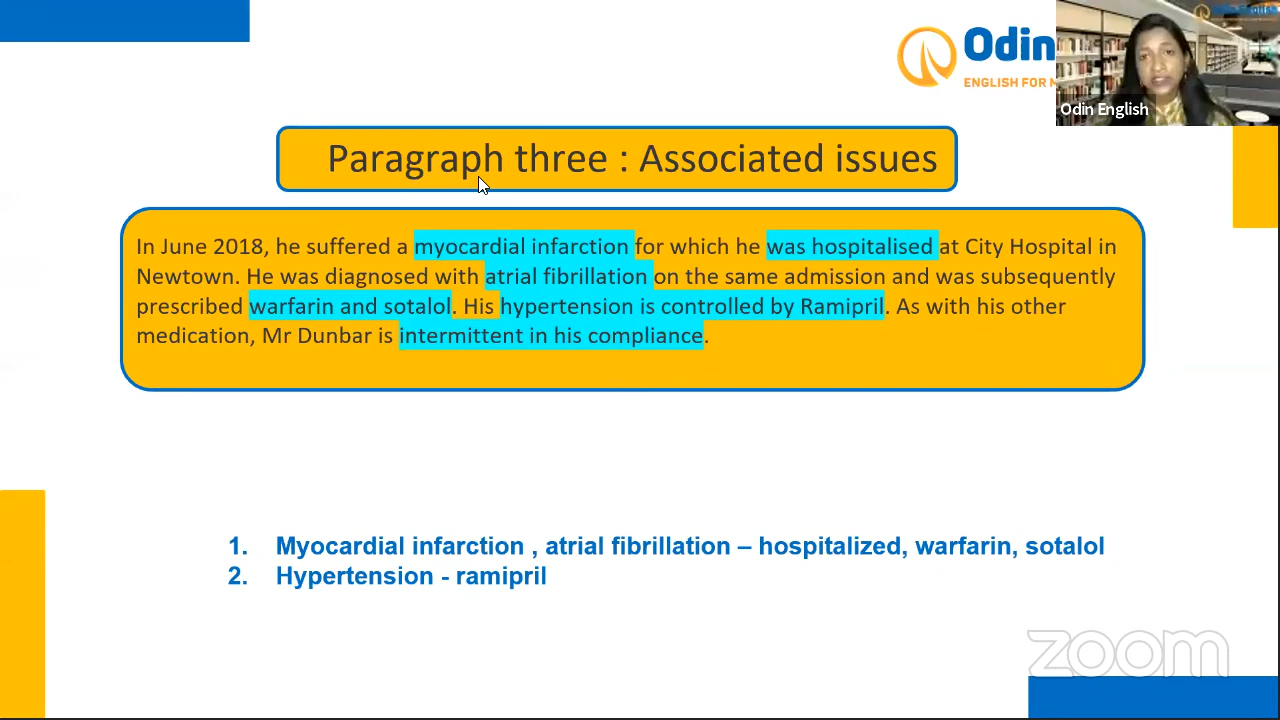 Odin
ENGLISH FOR
Odin English
Paragraph three : Associated issues
In June 2018, he suffered a myocardial infarction for which he was hospitalised at City Hospital in
Newtown. He was diagnosed with atrial fibrillation on the same admission and was subsequently
prescribed warfarin and sotalol. His hypertension is controlled by Ramipril. As with his other
medication, Mr Dunbar is intermittent in his compliance.
1. Myocardial infarction , atrial fibrillation – hospitalized, warfarin, sotalol
2. Hypertension - ramipril
zoom